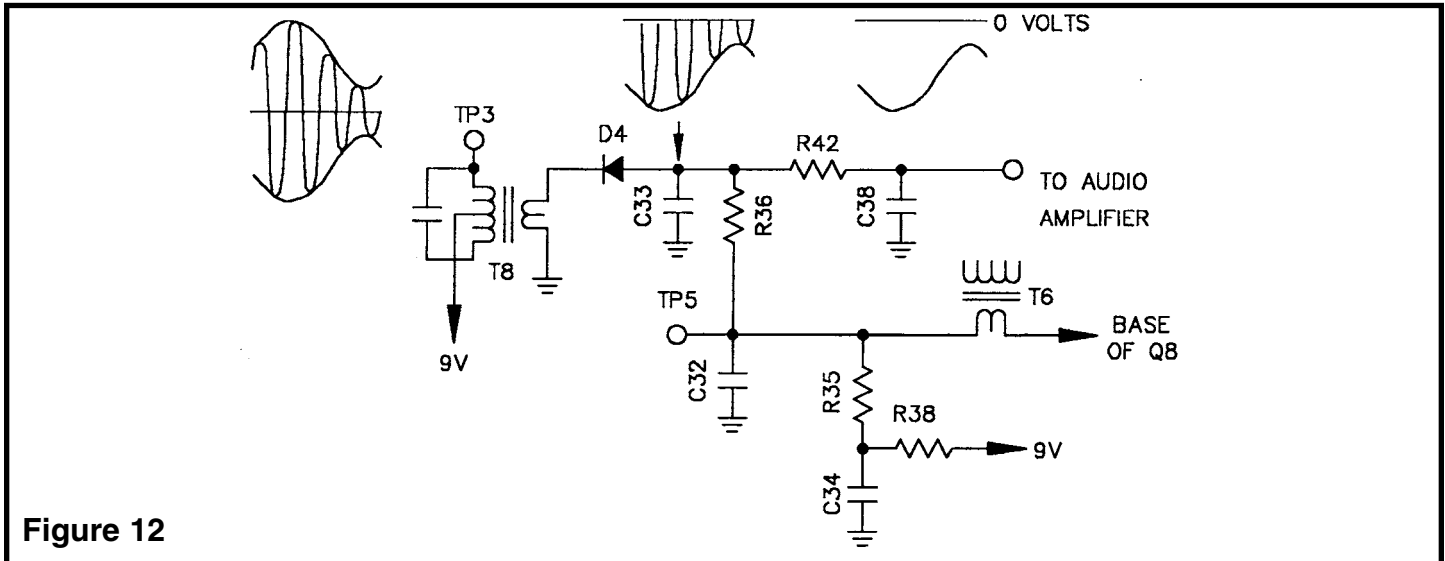 0 VOLTS
TP3
D4
R42
C33
R36
C38
TO AUDIO
AMPLIFIER
T8
TP5
T6
9V
C32
BASE
OF Q8
R35
R38
9V
C34
Figure 12